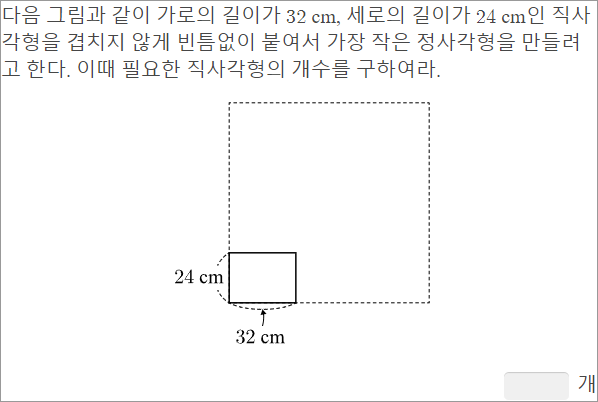 다음 그림과 같이 가로의 길이가 32 cm, 세로의 길이가 24 cm인 직사
각형을 겹치지 않게 빈틈없이 붙여서 가장 작은 정사각형을 만들려
고 한다. 이때 필요한 직사각형의 개수를 구하여라.
24 cm
32 cm
개